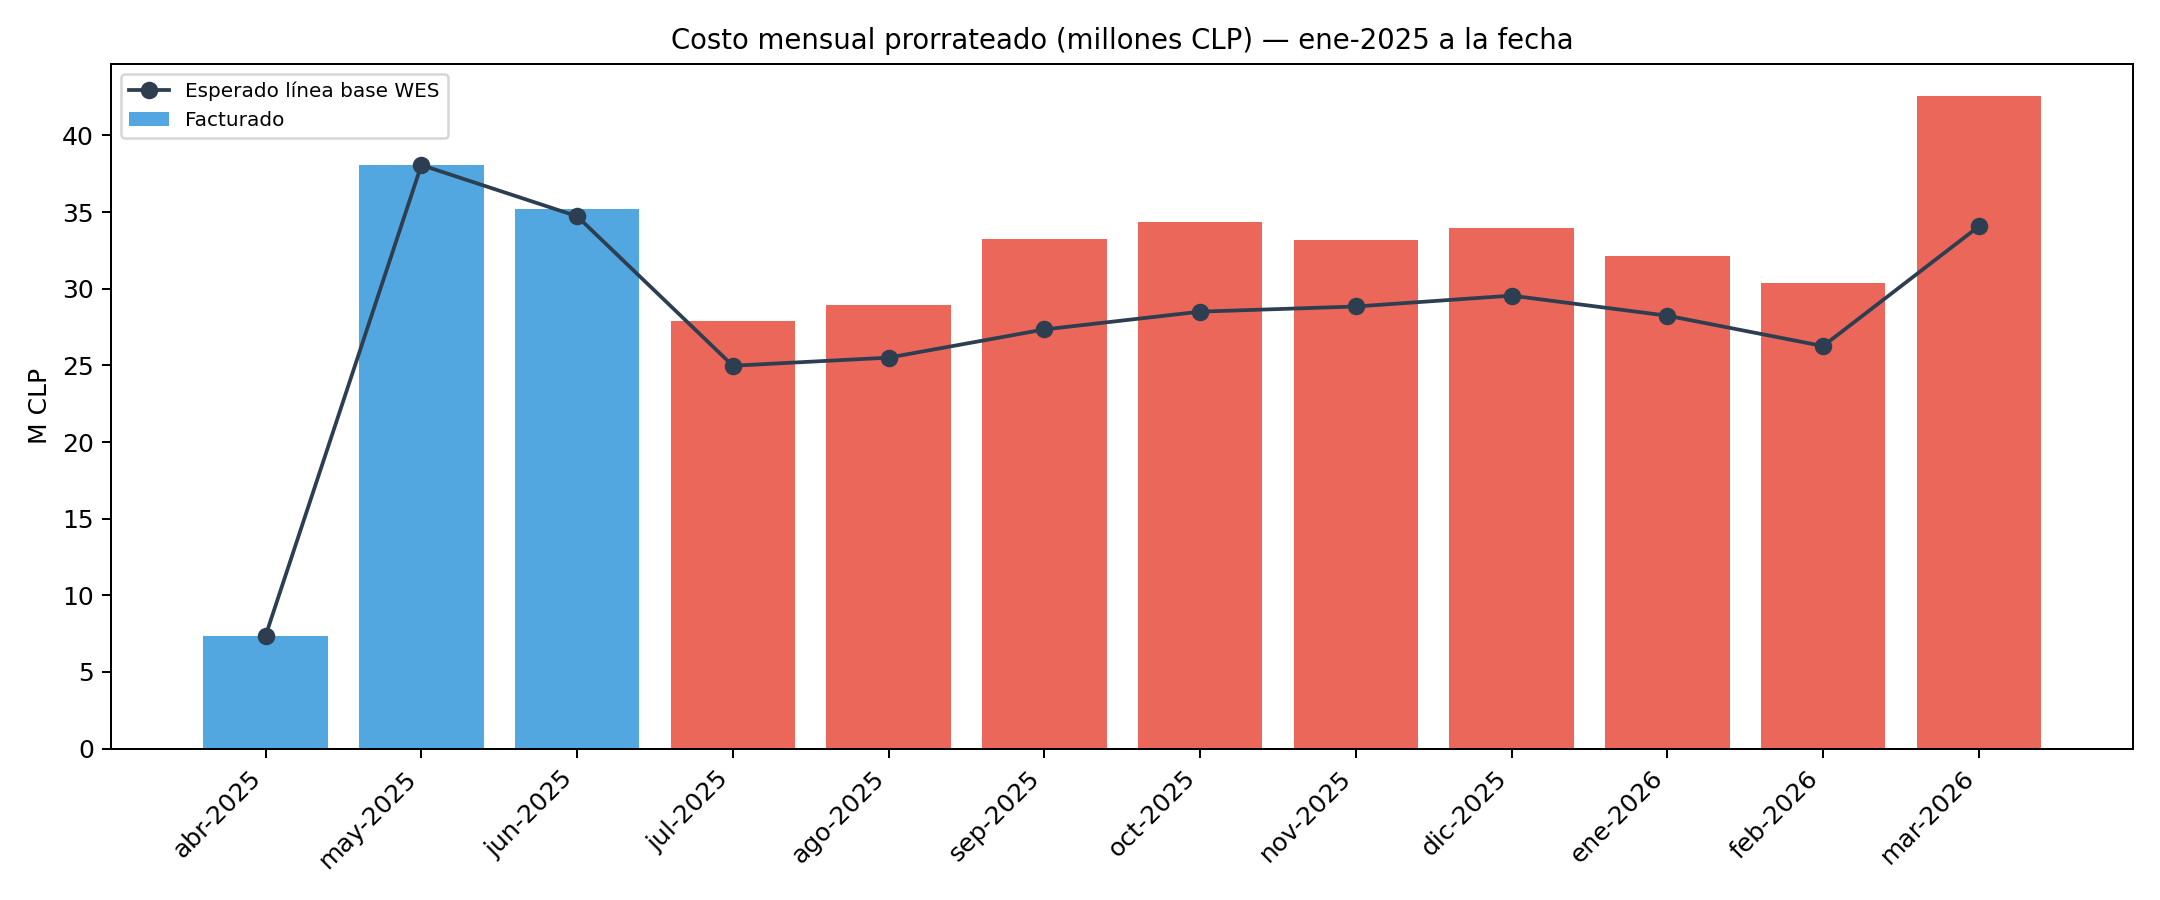 Costo mensual prorrateado (millones CLP) — ene-2025 a la fecha
Esperado línea base WES
Facturado
M CLP
40
35
30
25
20
15
10
5
0
abr-2025
may-2025
jun-2025
jul-2025
ago-2025
sep-2025
oct-2025
nov-2025
dic-2025
ene-2026
feb-2026
mar-2026